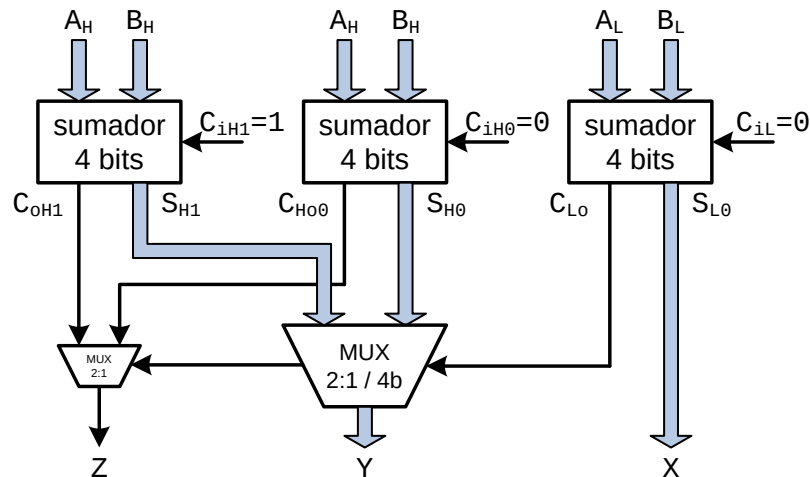 A_H B_H A_H B_H A_L B_L
sumador
4 bits
C_iH1=1
sumador
4 bits
C_iH0=0
sumador
4 bits
C_iL=0
C_oH1 S_H1 C_Ho0 S_H0 C_Lo S_L0
MUX
2:1
MUX
2:1 / 4b
Z Y X